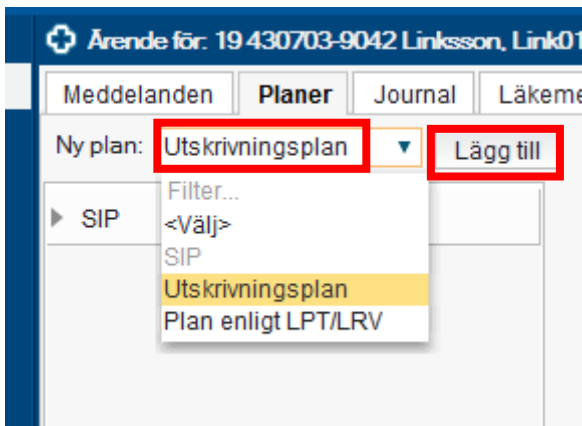 Ärende för: 19 430703-9042 Linksson, Link01
Meddelanden Planer Journal Läkeme
Ny plan: Utskrivningsplan Lägg till
Filter...
SIP
<Välj>
SIP
Utskrivningsplan
Plan enligt LPT/LRV